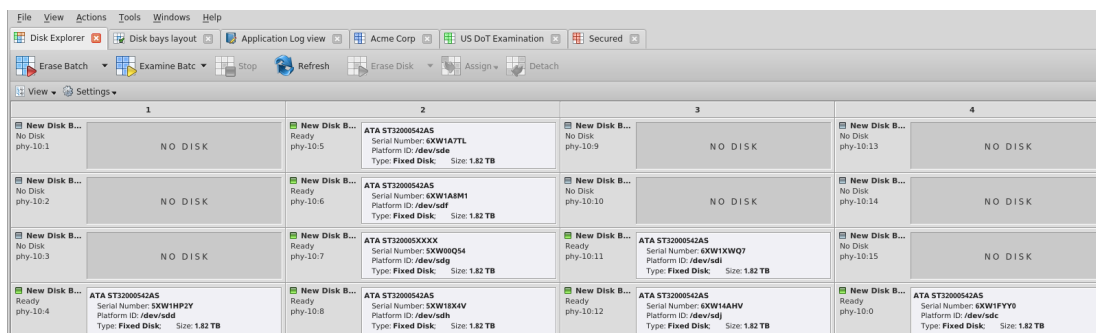 File View Actions Tools Windows Help
Disk Explorer Disk bays layout Application Log view Acme Corp US DoT Examination Secured
Erase Batch Examine Batc Stop Refresh Erase Disk Assign Detach
View Settings
1 2 3 4
New Disk B...
No Disk
phy-10:1
NO DISK
New Disk B...
Ready
phy-10:5
ATA ST32000542AS
Serial Number: 6XW1A7TL
Platform ID: /dev/sde
Type: Fixed Disk; Size: 1.82 TB
New Disk B...
No Disk
phy-10:9
NO DISK
New Disk B...
No Disk
phy-10:13
NO DISK
New Disk B...
No Disk
phy-10:2
NO DISK
New Disk B...
Ready
phy-10:6
ATA ST32000542AS
Serial Number: 6XW1A8M1
Platform ID: /dev/sdf
Type: Fixed Disk; Size: 1.82 TB
New Disk B...
No Disk
phy-10:10
NO DISK
New Disk B...
No Disk
phy-10:14
NO DISK
New Disk B...
No Disk
phy-10:3
NO DISK
New Disk B...
Ready
phy-10:7
ATA ST320005XXXX
Serial Number: 5XW00Q54
Platform ID: /dev/sdg
Type: Fixed Disk; Size: 1.82 TB
New Disk B...
Ready
phy-10:11
ATA ST32000542AS
Serial Number: 6XW1XWQ7
Platform ID: /dev/sdi
Type: Fixed Disk; Size: 1.82 TB
New Disk B...
No Disk
phy-10:15
NO DISK
New Disk B...
Ready
phy-10:4
ATA ST32000542AS
Serial Number: 5XW1HP2Y
Platform ID: /dev/sdd
Type: Fixed Disk; Size: 1.82 TB
New Disk B...
Ready
phy-10:8
ATA ST32000542AS
Serial Number: 5XW18X4V
Platform ID: /dev/sdh
Type: Fixed Disk; Size: 1.82 TB
New Disk B...
Ready
phy-10:12
ATA ST32000542AS
Serial Number: 6XW14AHV
Platform ID: /dev/sdj
Type: Fixed Disk; Size: 1.82 TB
New Disk B...
Ready
phy-10:0
ATA ST32000542AS
Serial Number: 6XW1FYY0
Platform ID: /dev/sdc
Type: Fixed Disk; Size: 1.82 TB